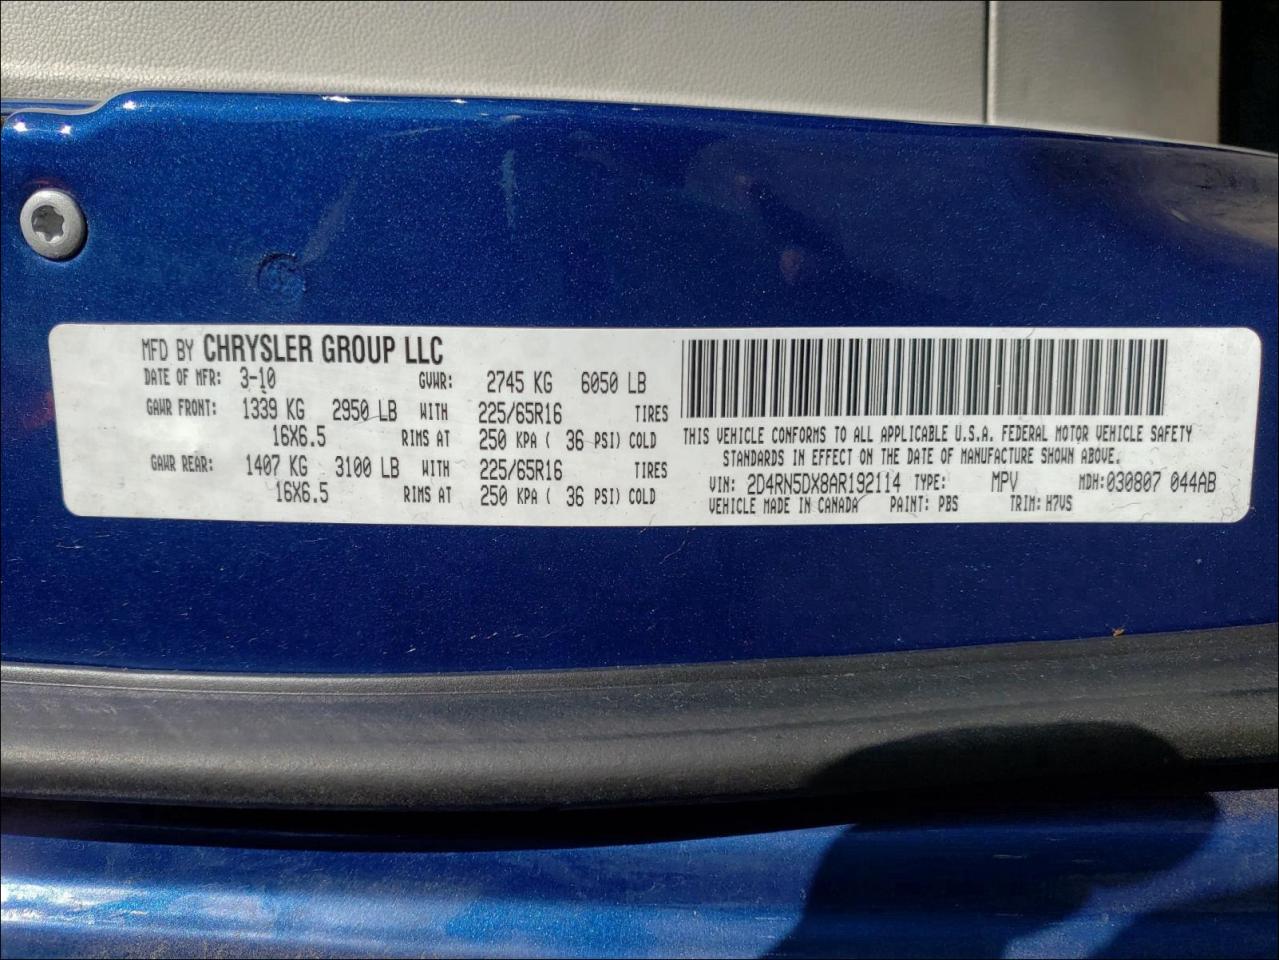 MFD BY CHRYSLER GROUP LLC
DATE OF MFR: 3-10 GVWR: 2745 KG 6050 LB
GAWR FRONT: 1339 KG 2950 LB WITH 225/65R16 TIRES
16X6.5 RIMS AT 250 KPA ( 36 PSI) COLD
GAWR REAR: 1407 KG 3100 LB WITH 225/65R16 TIRES
16X6.5 RIMS AT 250 KPA ( 36 PSI) COLD
THIS VEHICLE CONFORMS TO ALL APPLICABLE U.S.A. FEDERAL MOTOR VEHICLE SAFETY
STANDARDS IN EFFECT ON THE DATE OF MANUFACTURE SHOWN ABOVE.
VIN: 2D4RN5DX8AR192114 TYPE: MPV MDH:030807 044AB
VEHICLE MADE IN CANADA PAINT: PBS TRIM: H7VS